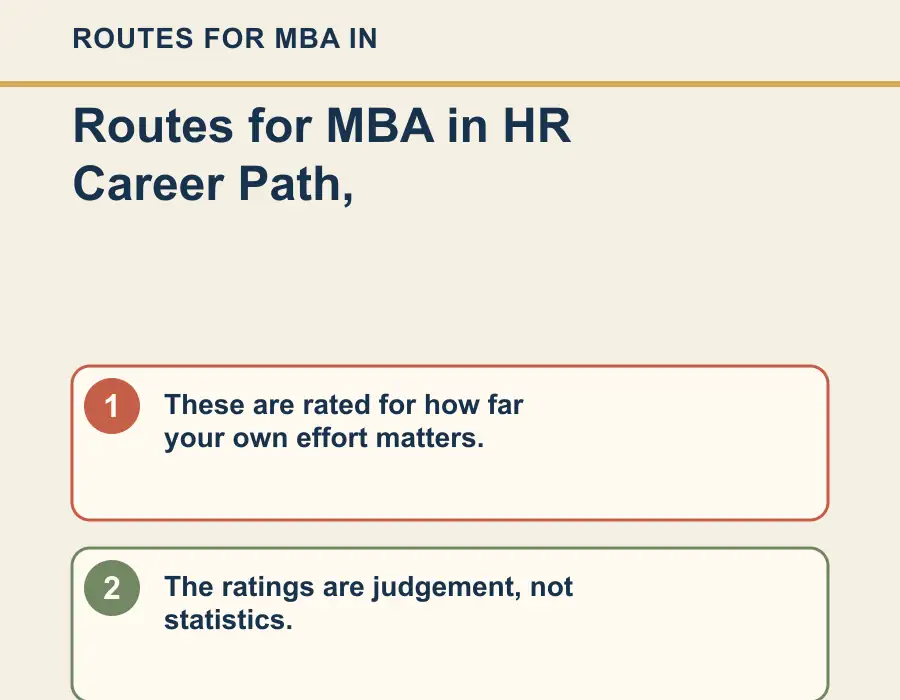 ROUTES FOR MBA IN
Routes for MBA in HR
Career Path,
1
These are rated for how far
your own effort matters.
2
The ratings are judgement, not
statistics.